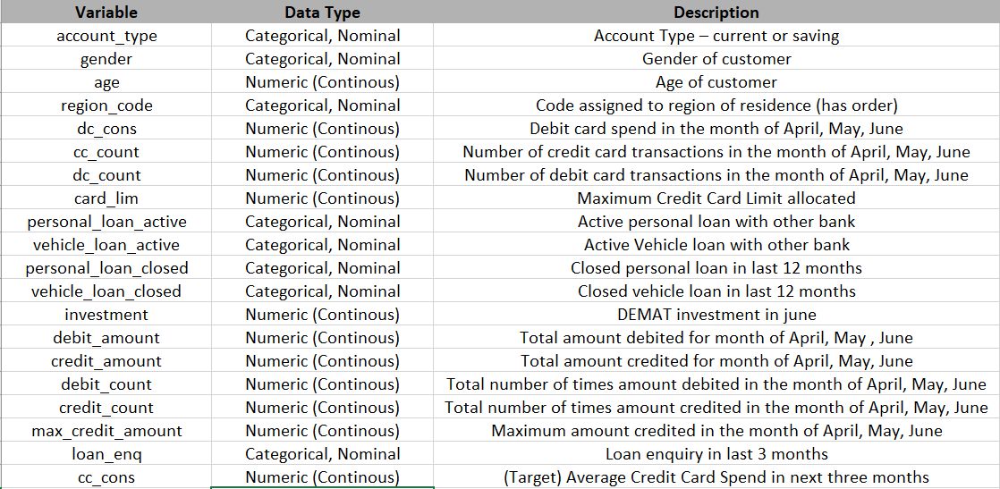 Variable Data Type Description
account_type Categorical, Nominal Account Type – current or saving
gender Categorical, Nominal Gender of customer
age Numeric (Continous) Age of customer
region_code Categorical, Nominal Code assigned to region of residence (has order)
dc_cons Numeric (Continous) Debit card spend in the month of April, May, June
cc_count Numeric (Continous) Number of credit card transactions in the month of April, May, June
dc_count Numeric (Continous) Number of debit card transactions in the month of April, May, June
card_lim Numeric (Continous) Maximum Credit Card Limit allocated
personal_loan_active Categorical, Nominal Active personal loan with other bank
vehicle_loan_active Categorical, Nominal Active Vehicle loan with other bank
personal_loan_closed Categorical, Nominal Closed personal loan in last 12 months
vehicle_loan_closed Categorical, Nominal Closed vehicle loan in last 12 months
investment Numeric (Continous) DEMAT investment in june
debit_amount Numeric (Continous) Total amount debited for month of April, May , June
credit_amount Numeric (Continous) Total amount credited for month of April, May, June
debit_count Numeric (Continous) Total number of times amount debited in the month of April, May, June
credit_count Numeric (Continous) Total number of times amount credited in the month of April, May, June
max_credit_amount Numeric (Continous) Maximum amount credited in the month of April, May, June
loan_enq Categorical, Nominal Loan enquiry in last 3 months
cc_cons Numeric (Continous) (Target) Average Credit Card Spend in next three months